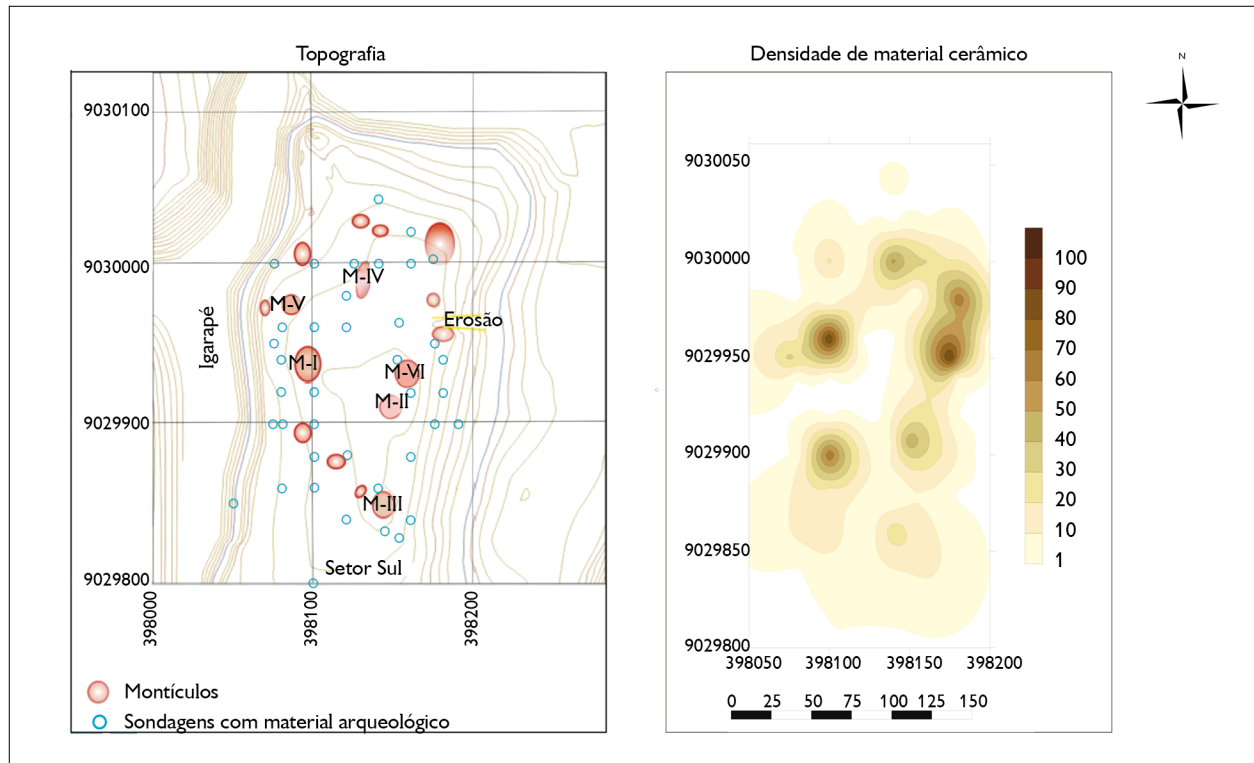 Topografia
9030100
9030000
9029900
9029800
398000
398100
398200
Igarapé
M-IV
M-V
Erosão
M-I
M-VI
M-II
M-III
Setor Sul
Montículos
Sondagens com material arqueológico
Densidade de material cerâmico
N
9030050
9030000
9029950
9029900
9029850
9029800
398050
398100
398150
398200
100
90
80
70
60
50
40
30
20
10
1
0 25 50 75 100 125 150